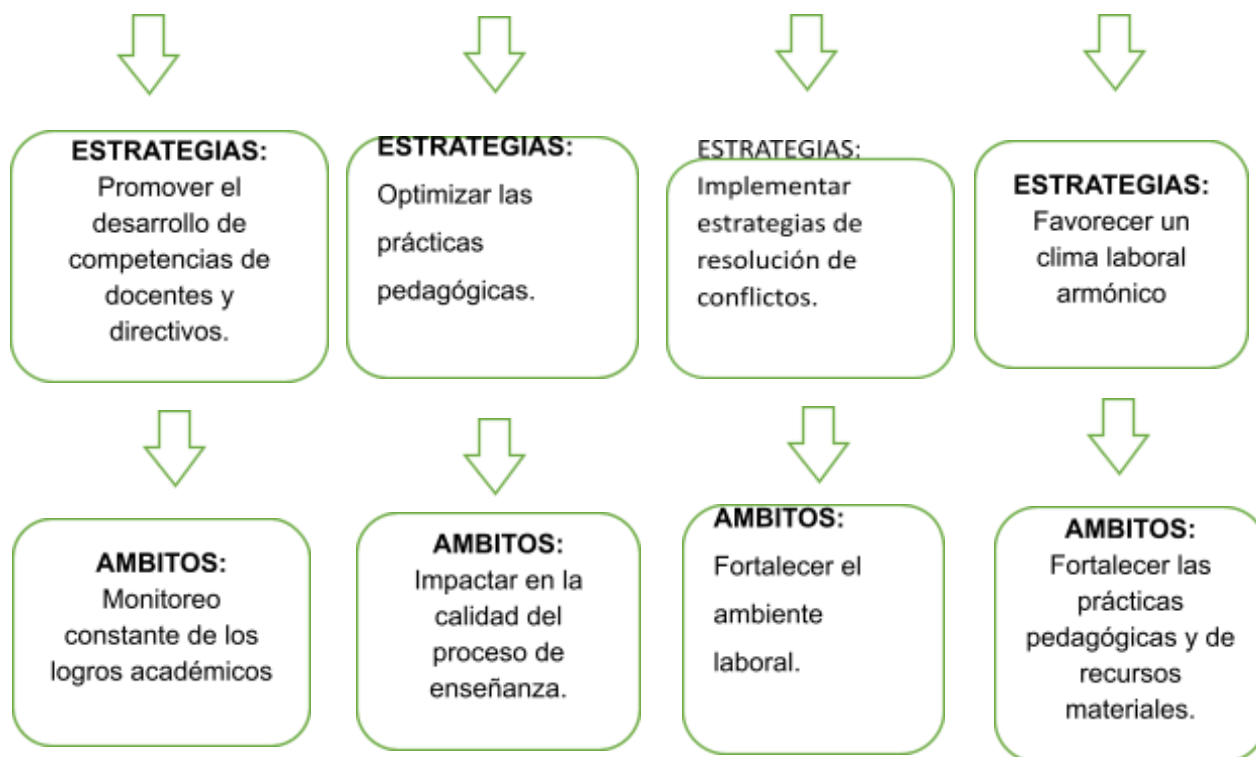 ESTRATEGIAS:
Promover el
desarrollo de
competencias de
docentes y
directivos.
ESTRATEGIAS:
Optimizar las
prácticas
pedagógicas.
ESTRATEGIAS:
Implementar
estrategias de
resolución de
conflictos.
ESTRATEGIAS:
Favorecer un
clima laboral
armónico
AMBITOS:
Monitoreo
constante de los
logros académicos
AMBITOS:
Impactar en la
calidad del
proceso de
enseñanza.
AMBITOS:
Fortalecer el
ambiente
laboral.
AMBITOS:
Fortalecer las
prácticas
pedagógicas y de
recursos
materiales.